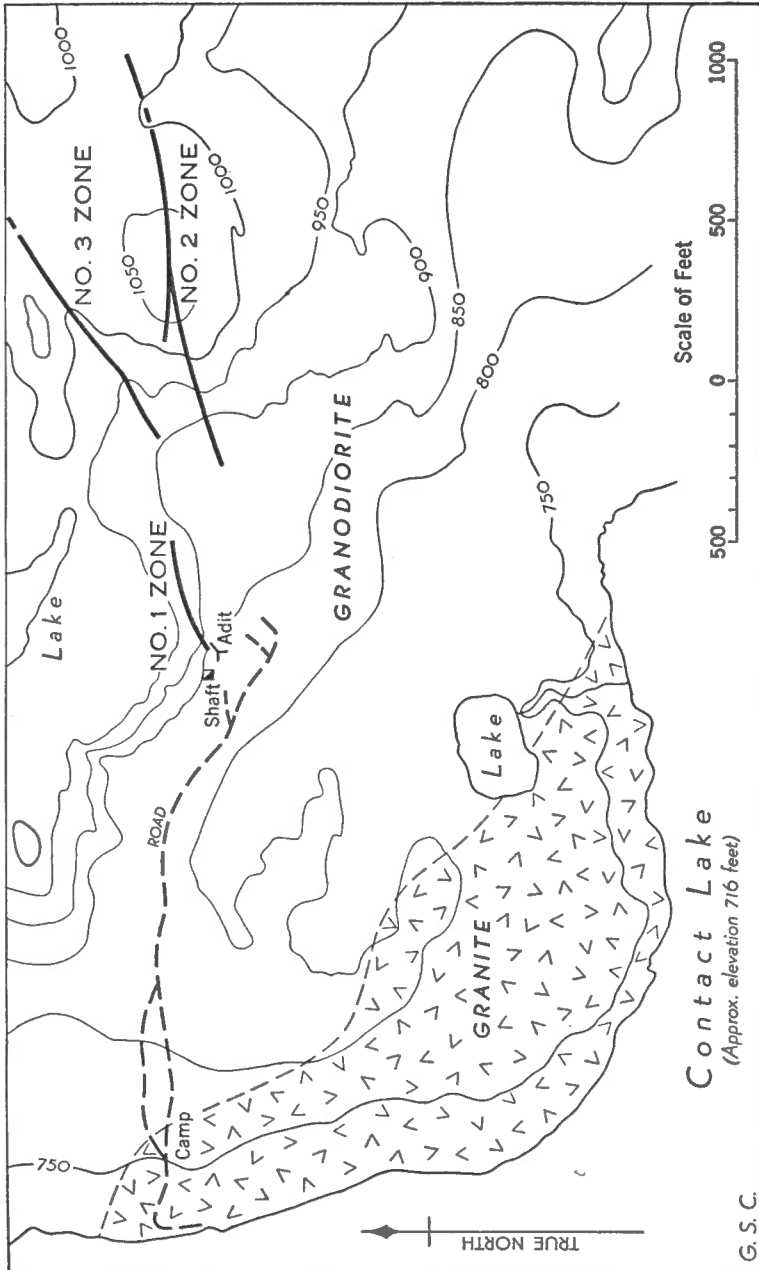 1000
NO. 3 ZONE
1000
NO. 2 ZONE
1050
950
900
850
800
750
Lake
NO. 1 ZONE
Adit
Shaft
GRANODIORITE
ROAD
Lake
GRANITE
Camp
750
Contact Lake
(Approx. elevation 716 feet)
Scale of Feet
500 0 500 1000
TRUE NORTH
G. S. C.